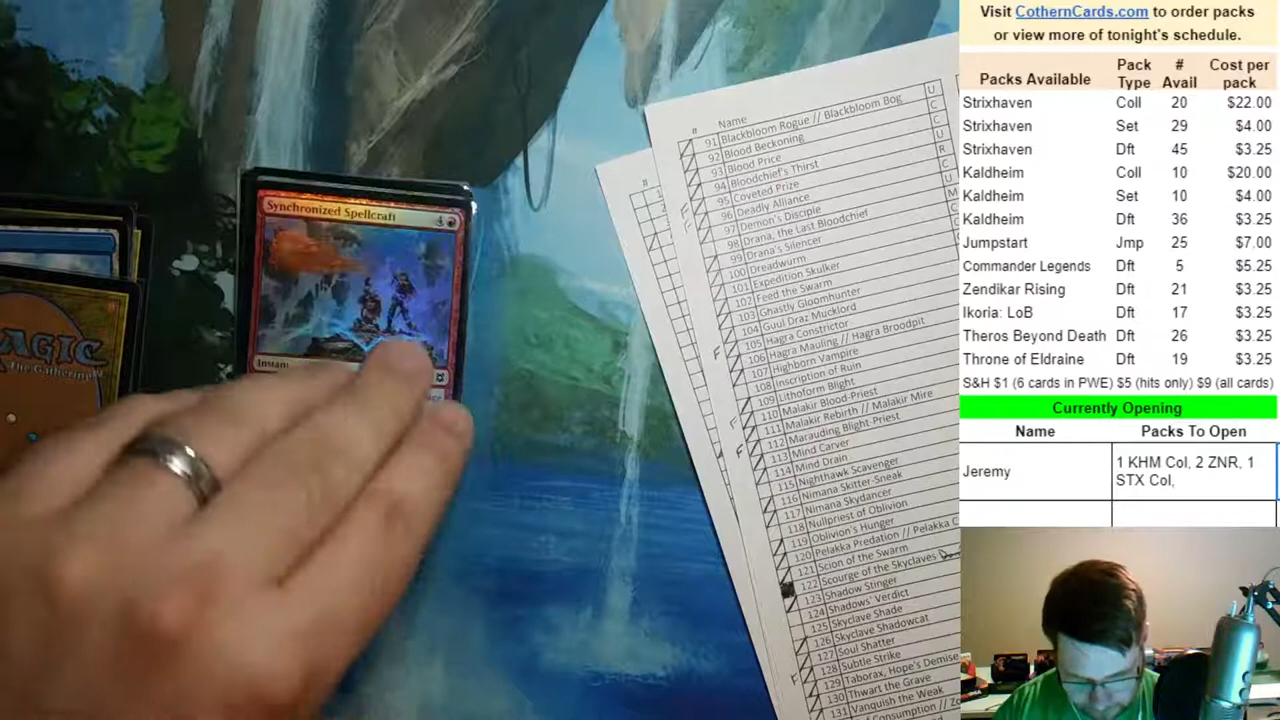 Visit CothernCards.com to order packs
or view more of tonight's schedule.
Packs Available Pack Type # Avail Cost per pack
Strixhaven Coll 20 $22.00
Strixhaven Set 29 $4.00
Strixhaven Dft 45 $3.25
Kaldheim Coll 10 $20.00
Kaldheim Set 10 $4.00
Kaldheim Dft 36 $3.25
Jumpstart Jmp 25 $7.00
Commander Legends Dft 5 $5.25
Zendikar Rising Dft 21 $3.25
Ikoria: LoB Dft 17 $3.25
Theros Beyond Death Dft 26 $3.25
Throne of Eldraine Dft 19 $3.25
S&H $1 (6 cards in PWE) $5 (hits only) $9 (all cards)
Currently Opening
Name Packs To Open
Jeremy 1 KHM Col, 2 ZNR, 1
STX Col,
Synchronized Spellcraft 4
Instant
MAGIC
The Gathering
# Name
91 Blackbloom Rogue // Blackbloom Bog U
92 Blood Beckoning C
93 Blood Price C
94 Bloodchief's Thirst U
95 Coveted Prize R
96 Deadly Alliance C
97 Demon's Disciple U
98 Drana, the Last Bloodchief M
99 Drana's Silencer C
100 Dreadwurm
101 Expedition Skulker
102 Feed the Swarm
103 Ghastly Gloomhunter
104 Guul Draz Mucklord
105 Hagra Constrictor
106 Hagra Mauling // Hagra Broodpit
107 Highborn Vampire
108 Inscription of Ruin
109 Lithoform Blight
110 Malakir Blood-Priest
111 Malakir Rebirth // Malakir Mire
112 Marauding Blight-Priest
113 Mind Carver
114 Mind Drain
115 Nighthawk Scavenger
116 Nimana Skitter-Sneak
117 Nimana Skydancer
118 Nullpriest of Oblivion
119 Oblivion's Hunger
120 Pelakka Predation // Pelakka C
121 Scion of the Swarm
122 Scourge of the Skyclaves
123 Shadow Stinger
124 Shadows' Verdict
125 Skyclave Shade
126 Skyclave Shadowcat
127 Soul Shatter
128 Subtle Strike
129 Taborax, Hope's Demise
130 Thwart the Grave
131 Vanquish the Weak
of Consumption //